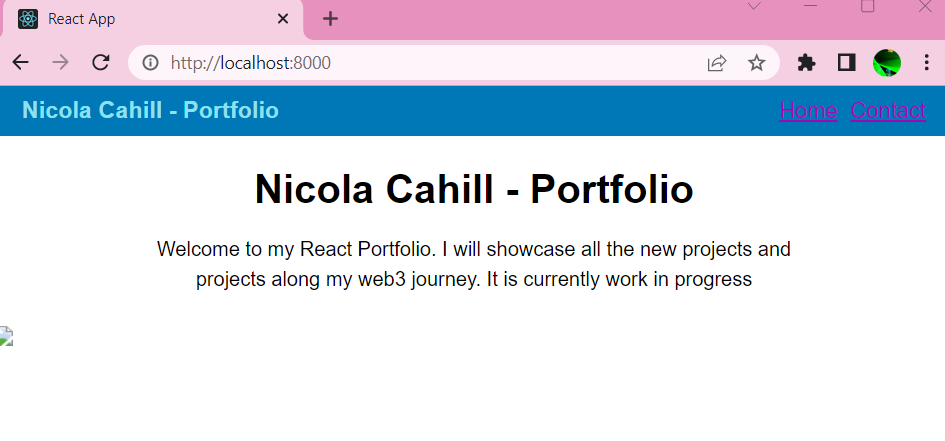 React App
http://localhost:8000
Nicola Cahill - Portfolio
Home Contact
Nicola Cahill - Portfolio
Welcome to my React Portfolio. I will showcase all the new projects and
projects along my web3 journey. It is currently work in progress